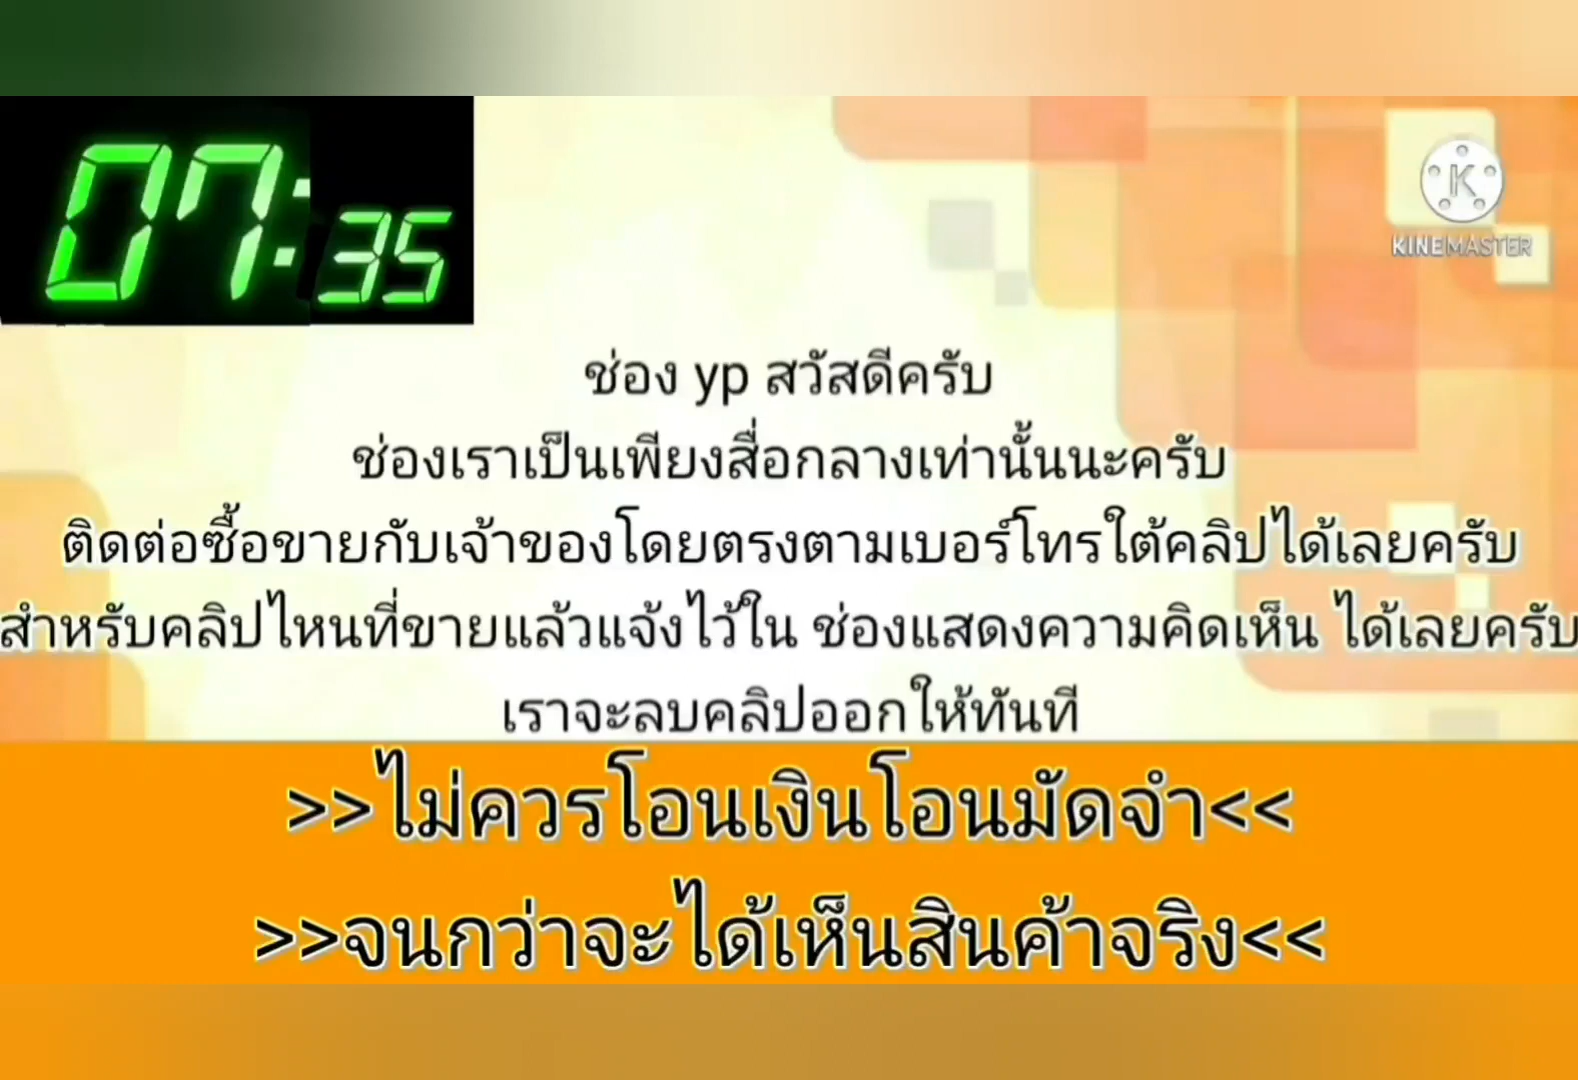 07:35
KINEMASTER
ช่อง yp สวัสดีครับ
ช่องเราเป็นเพียงสื่อกลางเท่านั้นนะครับ
ติดต่อซื้อขายกับเจ้าของโดยตรงตามเบอร์โทรใต้คลิปได้เลยครับ
สำหรับคลิปไหนที่ขายแล้วแจ้งไว้ใน ช่องแสดงความคิดเห็น ได้เลยครับ
เราจะลบคลิปออกให้ทันที
>>ไม่ควรโอนเงินโอนมัดจำ<<
>>จนกว่าจะได้เห็นสินค้าจริง<<